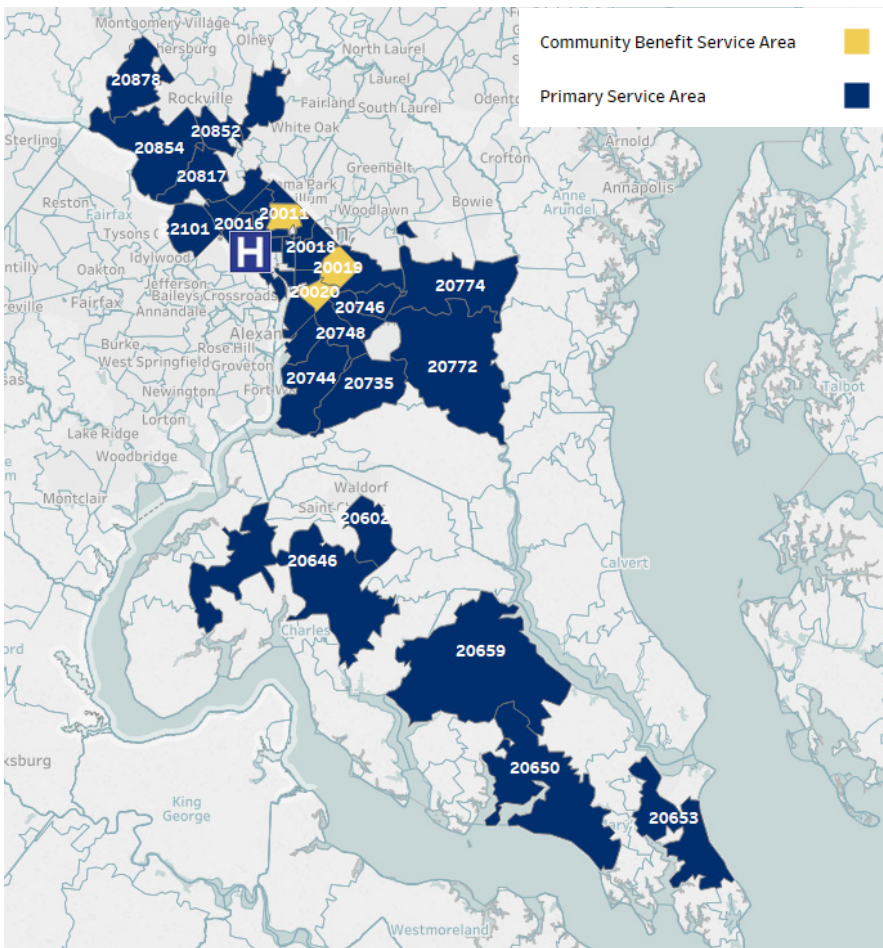 Community Benefit Service Area
Primary Service Area
Montgomery Village
Olney
North Laurel
20878
Laurel
Rockville
Fairland
South Laurel
20852
White Oak
Arnold
Sterling
20854
Crofton
Annapolis
20817
Greenbelt
Anne
Arundel
Reston
Fairfax
Woodlawn
Bowie
20011
Tysons
22101
20016
20018
Idylwood
H
20019
Oakton
Jefferson
20774
20020
Fairfax
Baileys Crossroads
20746
Annandale
20748
Burke
Rose Hill
West Springfield
Groveton
20744
20735
20772
Newington
Talbot
Lorton
Lake Ridge
Woodbridge
Waldorf
Montclair
20602
20646
Calvert
Charles
20659
20650
King
George
20653
Westmoreland